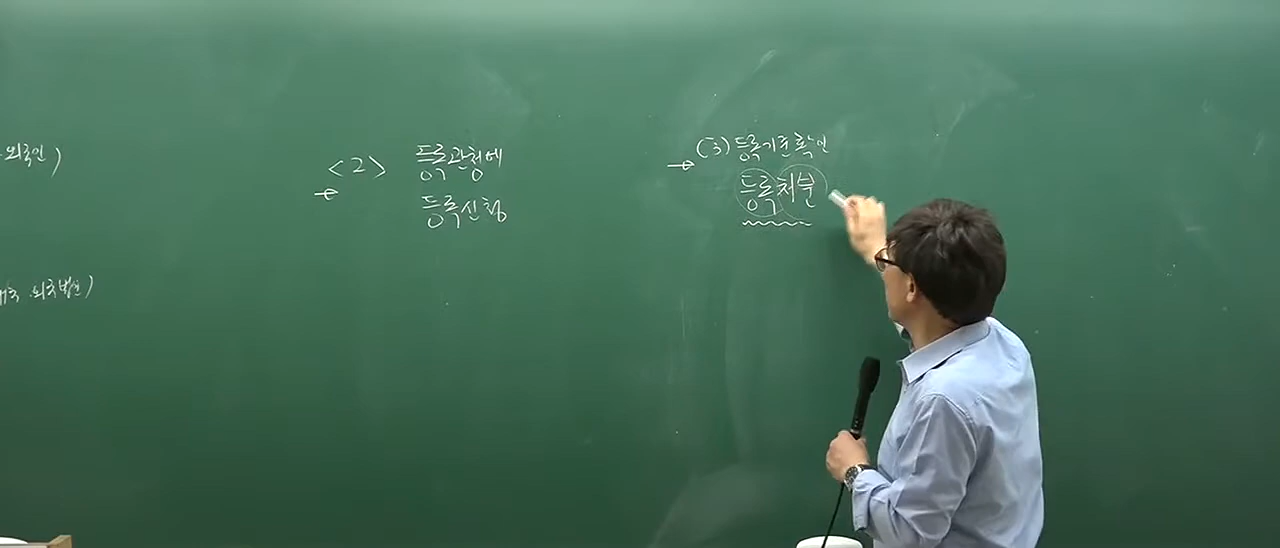 외국인)
외국법인)
→ <2> 등록관청에
등록신청
→ (3) 등록기준확인
등록처분